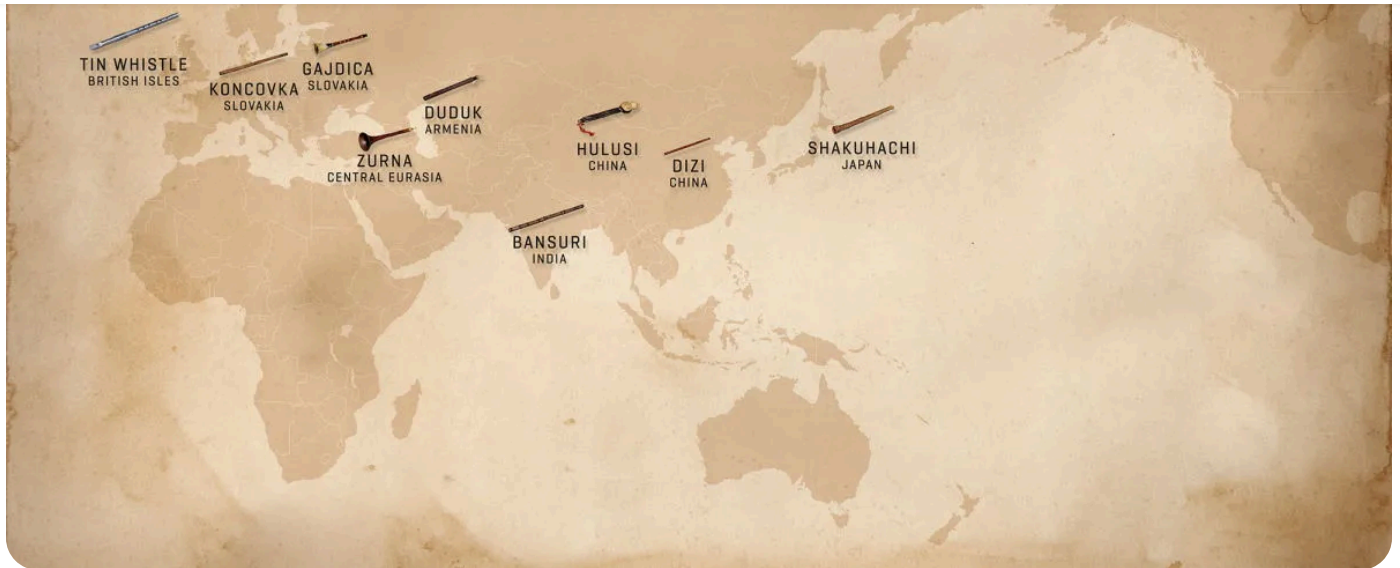 TIN WHISTLE
BRITISH ISLES
KONCOVKA
SLOVAKIA
GAJDICA
SLOVAKIA
DUDUK
ARMENIA
ZURNA
CENTRAL EURASIA
HULUSI
CHINA
DIZI
CHINA
SHAKUHACHI
JAPAN
BANSURI
INDIA